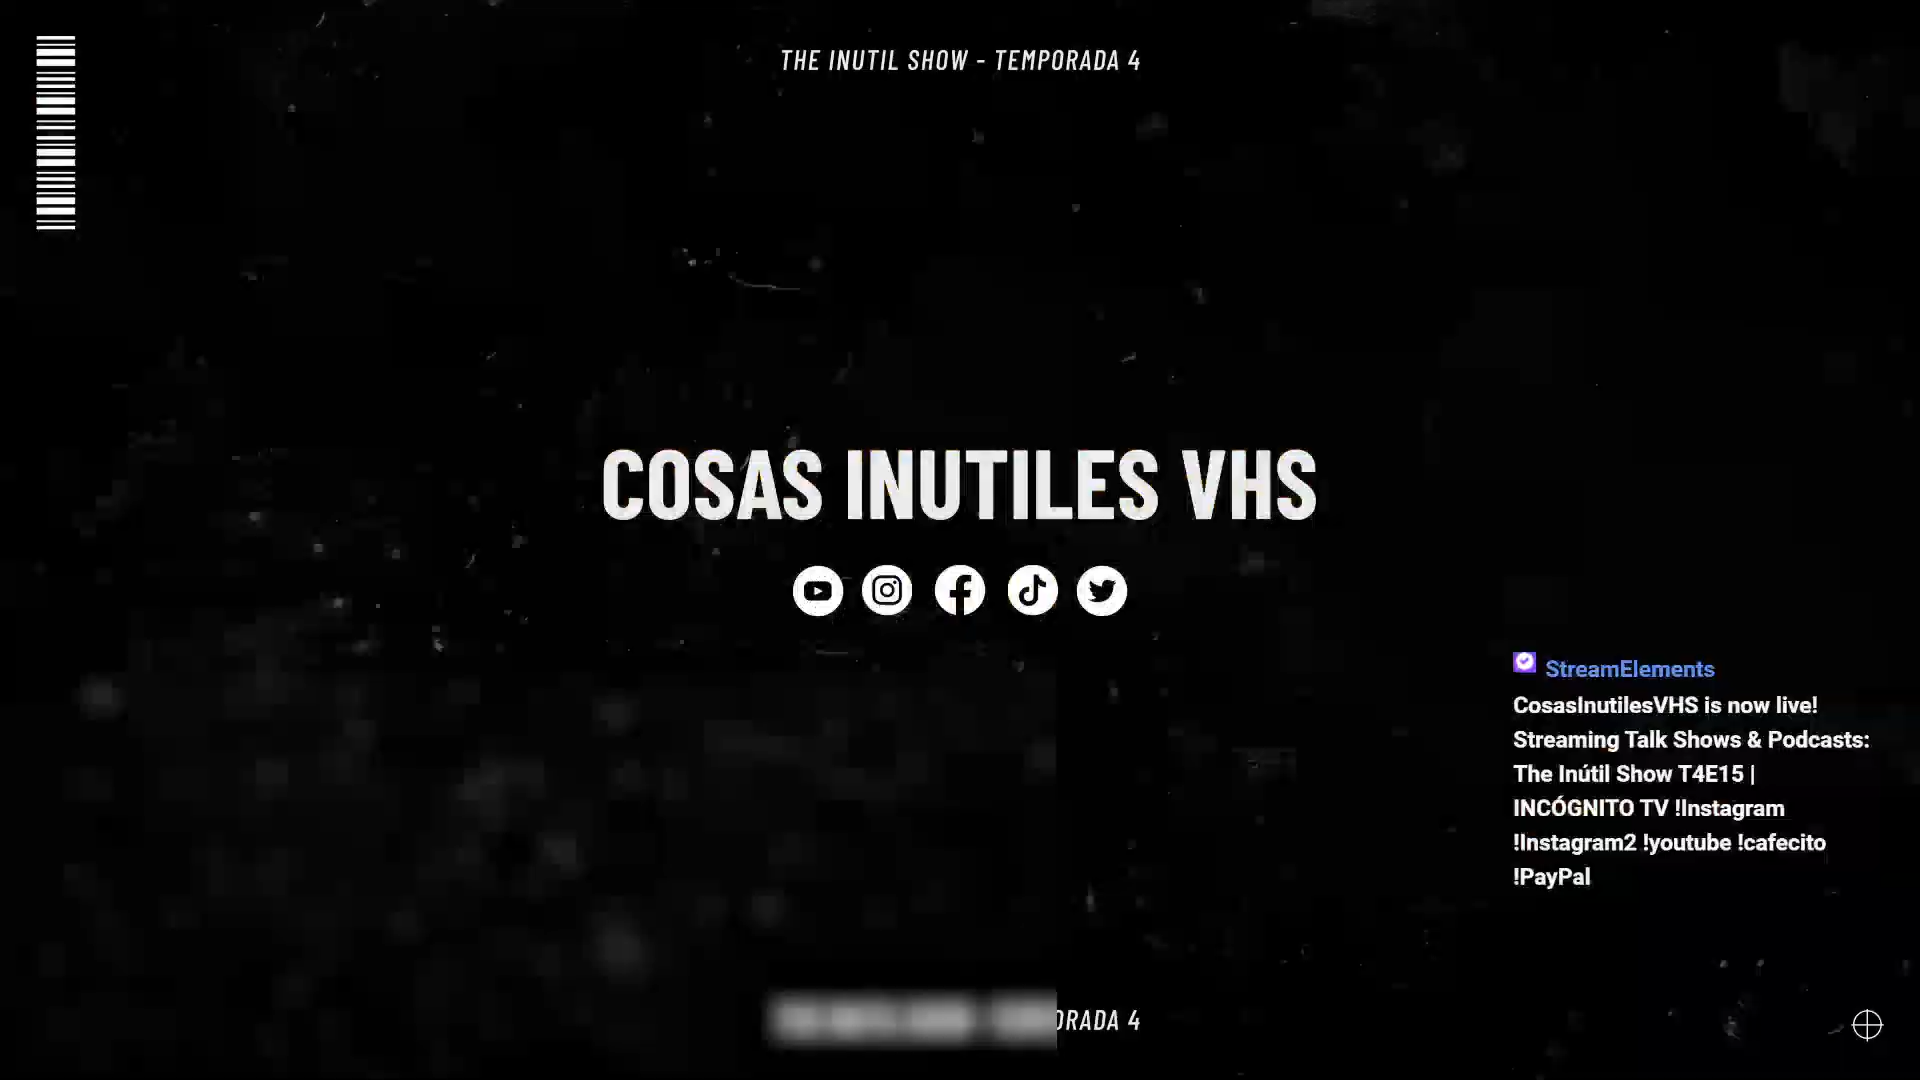 THE INUTIL SHOW - TEMPORADA 4
COSAS INUTILES VHS
StreamElements
CosasInutilesVHS is now live!
Streaming Talk Shows & Podcasts:
The Inútil Show T4E15 |
INCÓGNITO TV !Instagram
!Instagram2 !youtube !cafecito
!PayPal
4